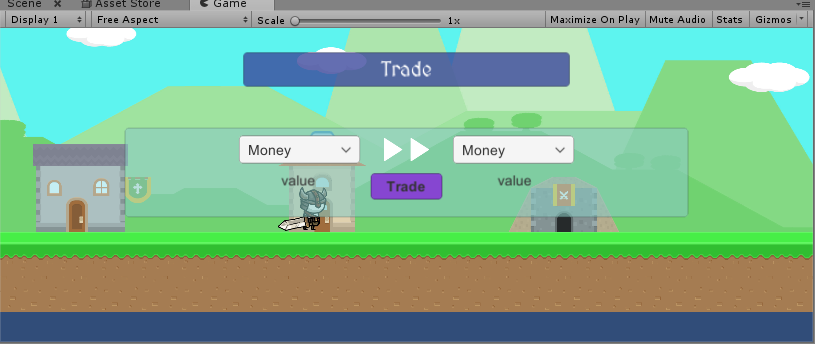 Scene Asset Store Game
Display 1 Free Aspect Scale 1x Maximize On Play Mute Audio Stats Gizmos
Trade
Money Money
value Trade value